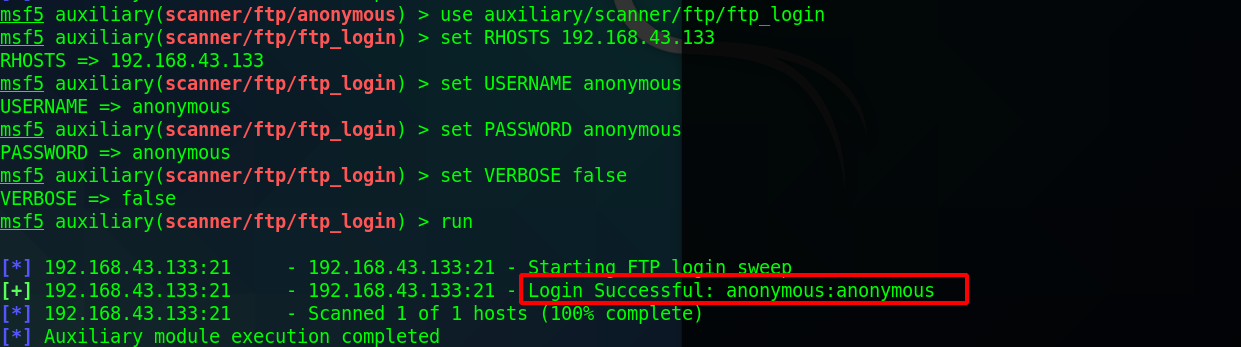 msf5 auxiliary(scanner/ftp/anonymous) > use auxiliary/scanner/ftp/ftp_login
msf5 auxiliary(scanner/ftp/ftp_login) > set RHOSTS 192.168.43.133
RHOSTS => 192.168.43.133
msf5 auxiliary(scanner/ftp/ftp_login) > set USERNAME anonymous
USERNAME => anonymous
msf5 auxiliary(scanner/ftp/ftp_login) > set PASSWORD anonymous
PASSWORD => anonymous
msf5 auxiliary(scanner/ftp/ftp_login) > set VERBOSE false
VERBOSE => false
msf5 auxiliary(scanner/ftp/ftp_login) > run
[*] 192.168.43.133:21     - 192.168.43.133:21 - Starting FTP login sweep
[+] 192.168.43.133:21     - 192.168.43.133:21 - Login Successful: anonymous:anonymous
[*] 192.168.43.133:21     - Scanned 1 of 1 hosts (100% complete)
[*] Auxiliary module execution completed